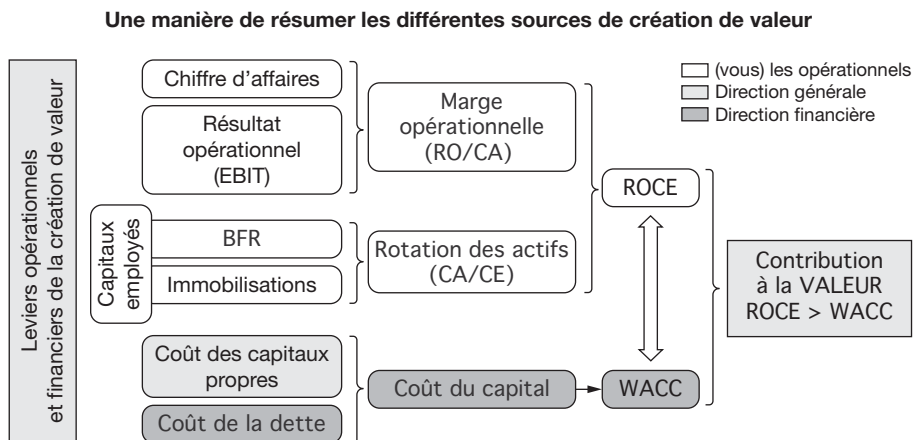 Une manière de résumer les différentes sources de création de valeur
Leviers opérationnels
et financiers de la création de valeur
Chiffre d'affaires
Résultat
opérationnel
(EBIT)
Marge
opérationnelle
(RO/CA)
(vous) les opérationnels
Direction générale
Direction financière
ROCE
Capitaux
employés
BFR
Immobilisations
Rotation des actifs
(CA/CE)
Contribution
à la VALEUR
ROCE > WACC
Coût des capitaux
propres
Coût de la dette
Coût du capital
WACC